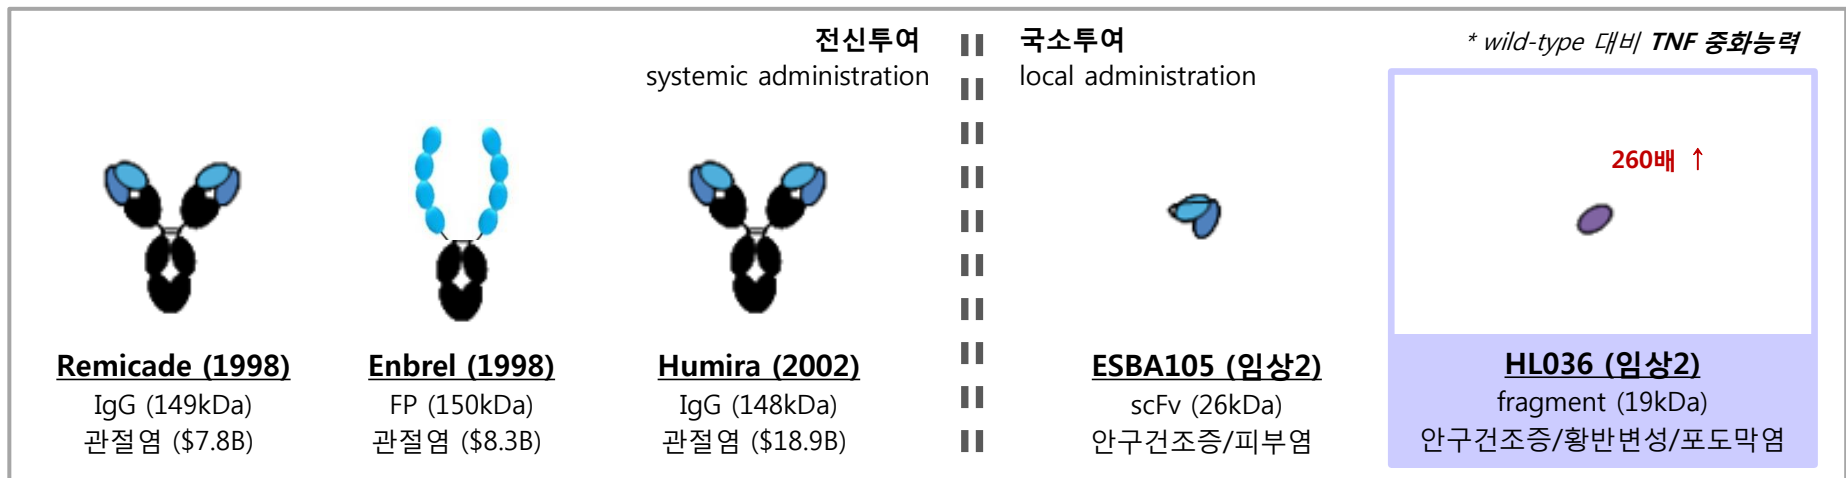 전신투여
systemic administration
국소투여
local administration
* wild-type 대비 TNF 중화능력
260배 ↑
Remicade (1998)
IgG (149kDa)
관절염 ($7.8B)
Enbrel (1998)
FP (150kDa)
관절염 ($8.3B)
Humira (2002)
IgG (148kDa)
관절염 ($18.9B)
ESBA105 (임상2)
scFv (26kDa)
안구건조증/피부염
HL036 (임상2)
fragment (19kDa)
안구건조증/황반변성/포도막염